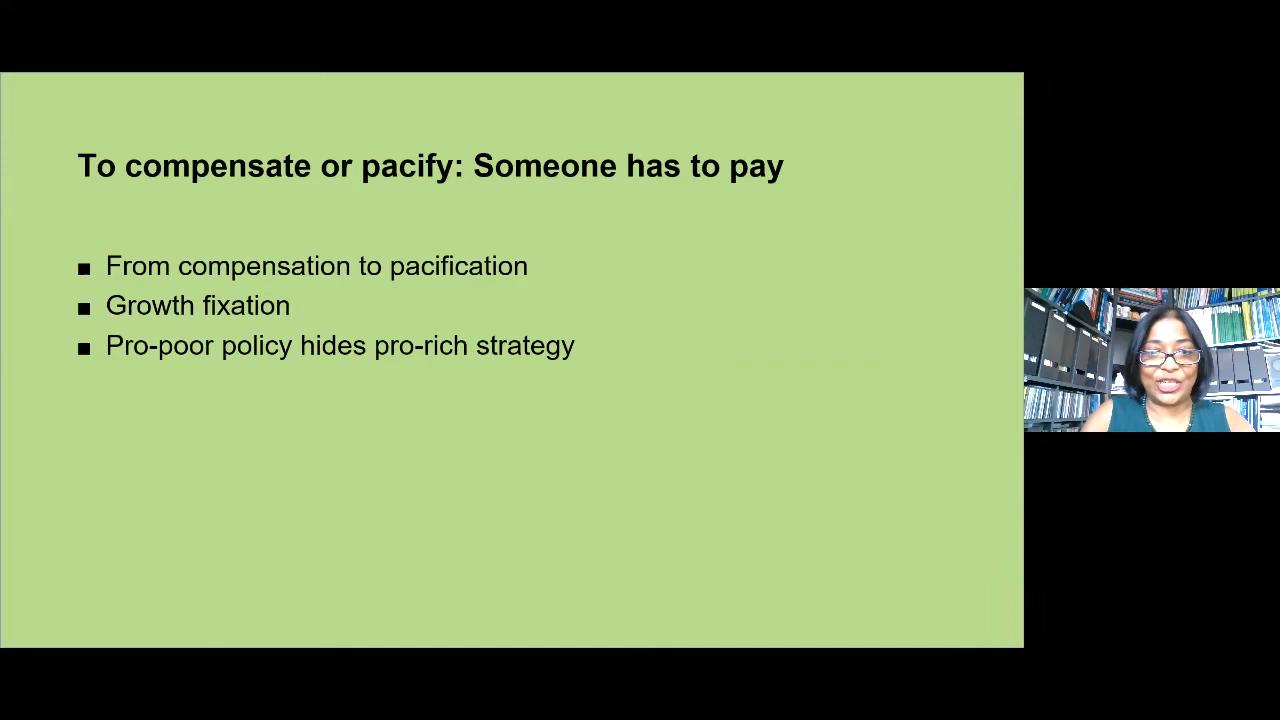 To compensate or pacify: Someone has to pay
■ From compensation to pacification
■ Growth fixation
■ Pro-poor policy hides pro-rich strategy